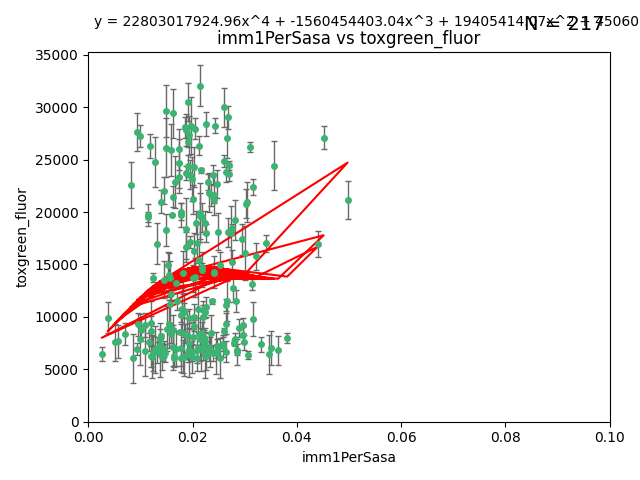 y = 22803017924.96x^4 + -1560454403.04x^3 +
N = 217
imm1PerSasa vs toxgreen_fluor
35000
30000
25000
20000
15000
10000
5000
0
toxgreen_fluor
0.00 0.02 0.04 0.06 0.08 0.10
imm1PerSasa